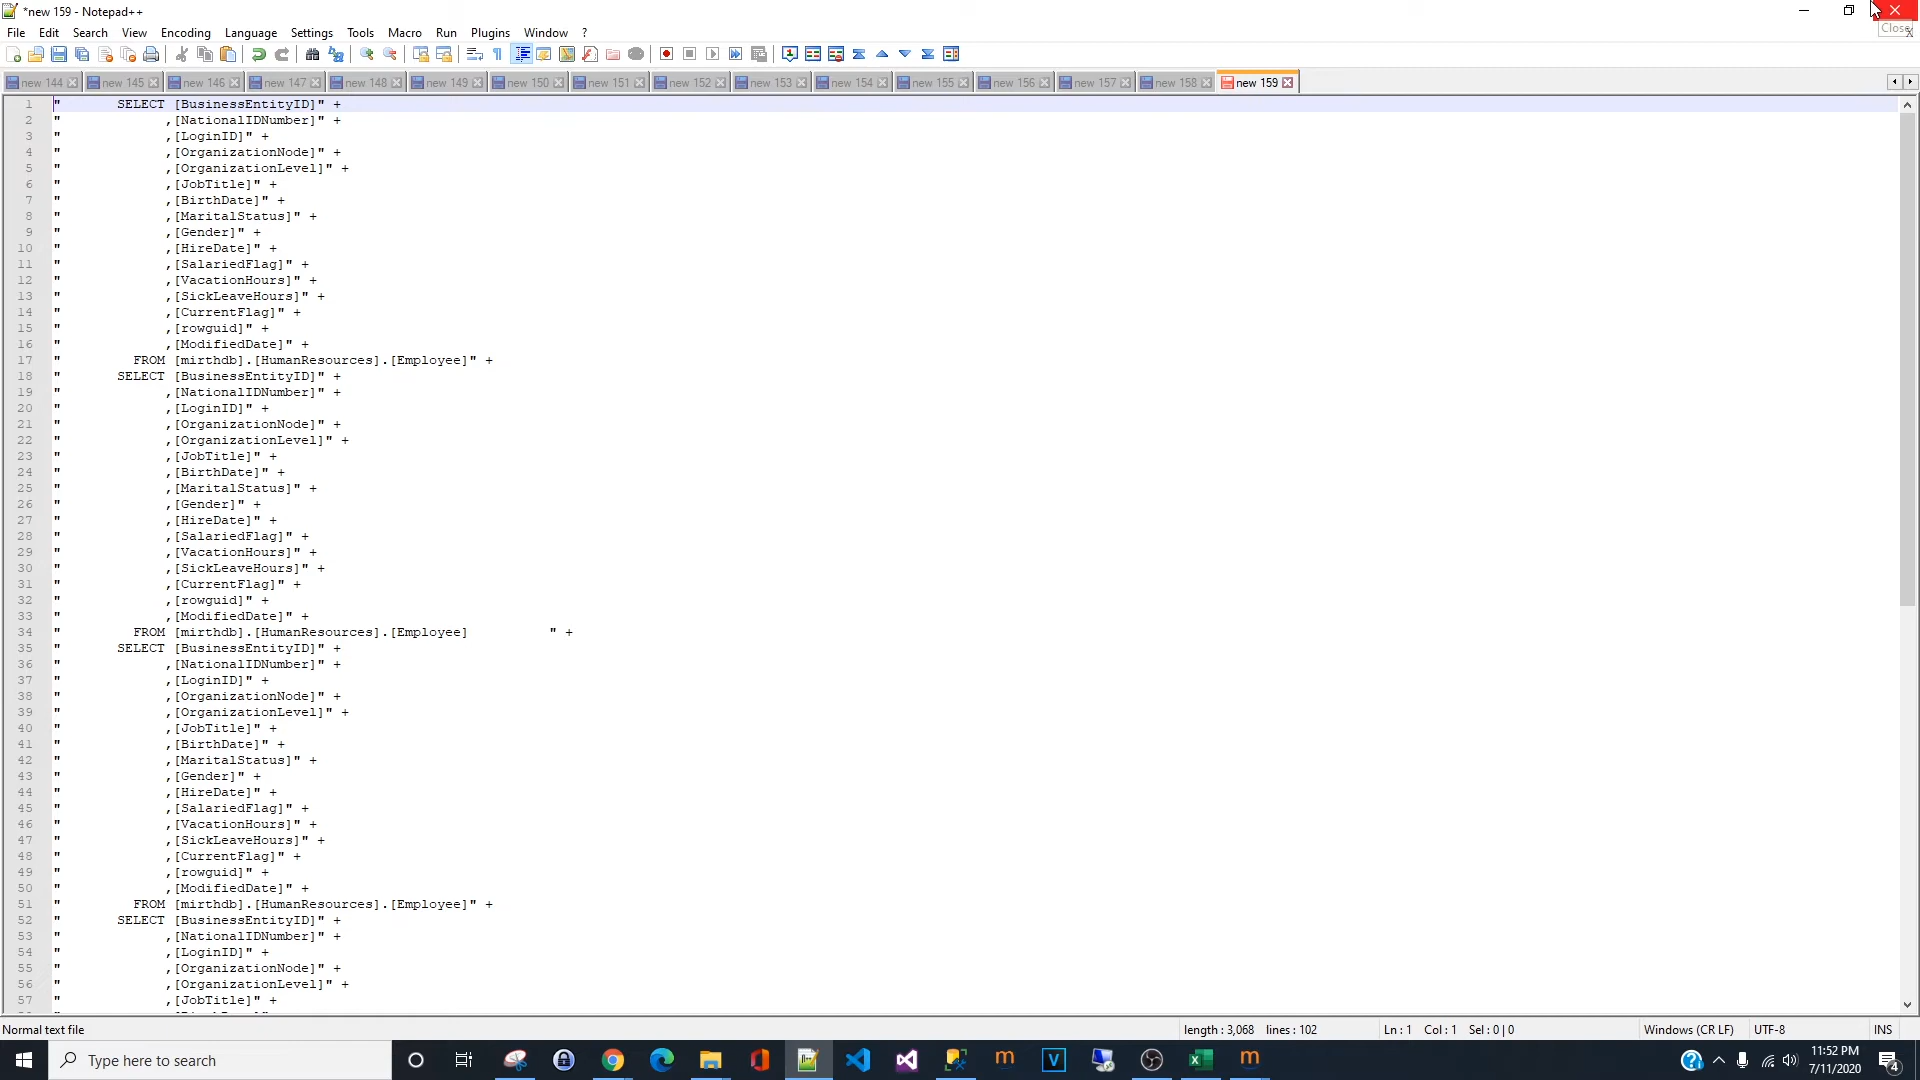 *new 159 - Notepad++
Close
File Edit Search View Encoding Language Settings Tools Macro Run Plugins Window ?
X
new 144 new 145 new 146 new 147 new 148 new 149 new 150 new 151 new 152 new 153 new 154 new 155 new 156 new 157 new 158 new 159
1 " SELECT [BusinessEntityID]" +
2 " ,[NationalIDNumber]" +
3 " ,[LoginID]" +
4 " ,[OrganizationNode]" +
5 " ,[OrganizationLevel]" +
6 " ,[JobTitle]" +
7 " ,[BirthDate]" +
8 " ,[MaritalStatus]" +
9 " ,[Gender]" +
10 " ,[HireDate]" +
11 " ,[SalariedFlag]" +
12 " ,[VacationHours]" +
13 " ,[SickLeaveHours]" +
14 " ,[CurrentFlag]" +
15 " ,[rowguid]" +
16 " ,[ModifiedDate]" +
17 " FROM [mirthdb].[HumanResources].[Employee]" +
18 " SELECT [BusinessEntityID]" +
19 " ,[NationalIDNumber]" +
20 " ,[LoginID]" +
21 " ,[OrganizationNode]" +
22 " ,[OrganizationLevel]" +
23 " ,[JobTitle]" +
24 " ,[BirthDate]" +
25 " ,[MaritalStatus]" +
26 " ,[Gender]" +
27 " ,[HireDate]" +
28 " ,[SalariedFlag]" +
29 " ,[VacationHours]" +
30 " ,[SickLeaveHours]" +
31 " ,[CurrentFlag]" +
32 " ,[rowguid]" +
33 " ,[ModifiedDate]" +
34 " FROM [mirthdb].[HumanResources].[Employee] " +
35 " SELECT [BusinessEntityID]" +
36 " ,[NationalIDNumber]" +
37 " ,[LoginID]" +
38 " ,[OrganizationNode]" +
39 " ,[OrganizationLevel]" +
40 " ,[JobTitle]" +
41 " ,[BirthDate]" +
42 " ,[MaritalStatus]" +
43 " ,[Gender]" +
44 " ,[HireDate]" +
45 " ,[SalariedFlag]" +
46 " ,[VacationHours]" +
47 " ,[SickLeaveHours]" +
48 " ,[CurrentFlag]" +
49 " ,[rowguid]" +
50 " ,[ModifiedDate]" +
51 " FROM [mirthdb].[HumanResources].[Employee]" +
52 " SELECT [BusinessEntityID]" +
53 " ,[NationalIDNumber]" +
54 " ,[LoginID]" +
55 " ,[OrganizationNode]" +
56 " ,[OrganizationLevel]" +
57 " ,[JobTitle]" +
Normal text file length : 3,068 lines : 102 Ln : 1 Col : 1 Sel : 0 | 0 Windows (CR LF) UTF-8 INS
Type here to search
11:52 PM
7/11/2020
4